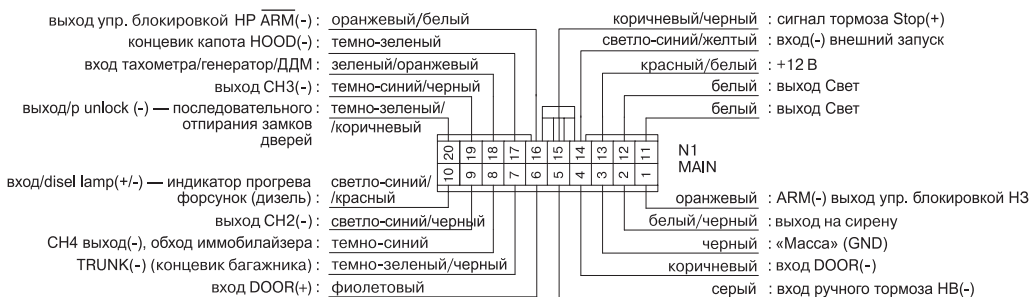 выход упр. блокировкой HP ARM(-) : оранжевый/белый
концевик капота HOOD(-) : темно-зеленый
вход тахометра/генератор/ДДМ : зеленый/оранжевый
выход CH3(-) : темно-синий/черный
выход/p unlock (-) — последовательного : темно-зеленый/
отпирания замков /коричневый
дверей
коричневый/черный : сигнал тормоза Stop(+)
светло-синий/желтый : вход(-) внешний запуск
красный/белый : +12 В
белый : выход Свет
белый : выход Свет
20 19 18 17 16 15 14 13 12 11
10 9 8 7 6 5 4 3 2 1
N1
MAIN
вход/disel lamp(+/-) — индикатор прогрева светло-синий/
форсунок (дизель) : /красный
выход CH2(-) : светло-синий/черный
CH4 выход(-), обход иммобилайзера : темно-синий
TRUNK(-) (концевик багажника) : темно-зеленый/черный
вход DOOR(+) : фиолетовый
оранжевый : ARM(-) выход упр. блокировкой НЗ
белый/черный : выход на сирену
черный : «Масса» (GND)
коричневый : вход DOOR(-)
серый : вход ручного тормоза HB(-)